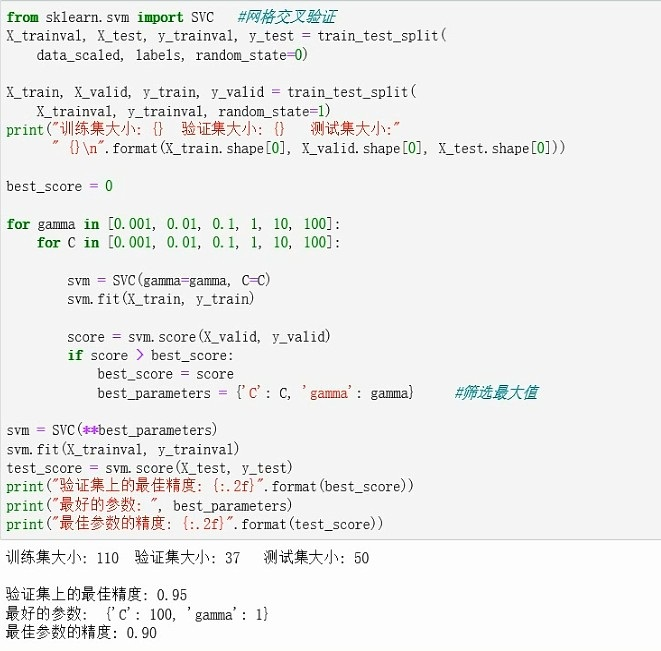 from sklearn.svm import SVC   #网格交叉验证
X_trainval, X_test, y_trainval, y_test = train_test_split(
    data_scaled, labels, random_state=0)

X_train, X_valid, y_train, y_valid = train_test_split(
    X_trainval, y_trainval, random_state=1)
print("训练集大小: {}  验证集大小: {}   测试集大小:"
      " {}\n".format(X_train.shape[0], X_valid.shape[0], X_test.shape[0]))

best_score = 0

for gamma in [0.001, 0.01, 0.1, 1, 10, 100]:
    for C in [0.001, 0.01, 0.1, 1, 10, 100]:

        svm = SVC(gamma=gamma, C=C)
        svm.fit(X_train, y_train)

        score = svm.score(X_valid, y_valid)
        if score > best_score:
            best_score = score
            best_parameters = {'C': C, 'gamma': gamma}     #筛选最大值

svm = SVC(**best_parameters)
svm.fit(X_trainval, y_trainval)
test_score = svm.score(X_test, y_test)
print("验证集上的最佳精度: {:.2f}".format(best_score))
print("最好的参数: ", best_parameters)
print("最佳参数的精度: {:.2f}".format(test_score))
训练集大小: 110  验证集大小: 37   测试集大小: 50

验证集上的最佳精度: 0.95
最好的参数:  {'C': 100, 'gamma': 1}
最佳参数的精度: 0.90